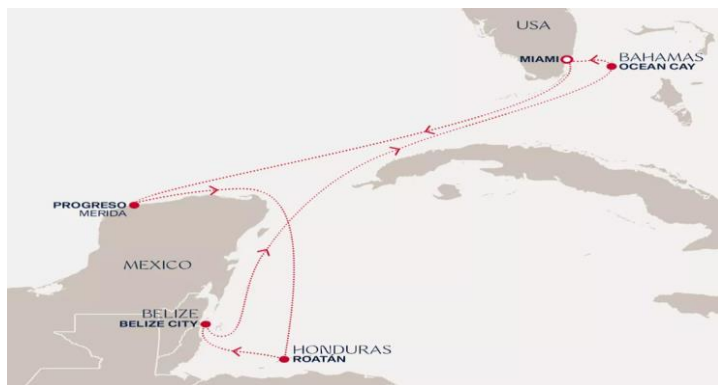 USA
MIAMI
BAHAMAS
OCEAN CAY
PROGRESO
MERIDA
MEXICO
BELIZE
BELIZE CITY
HONDURAS
ROATÁN